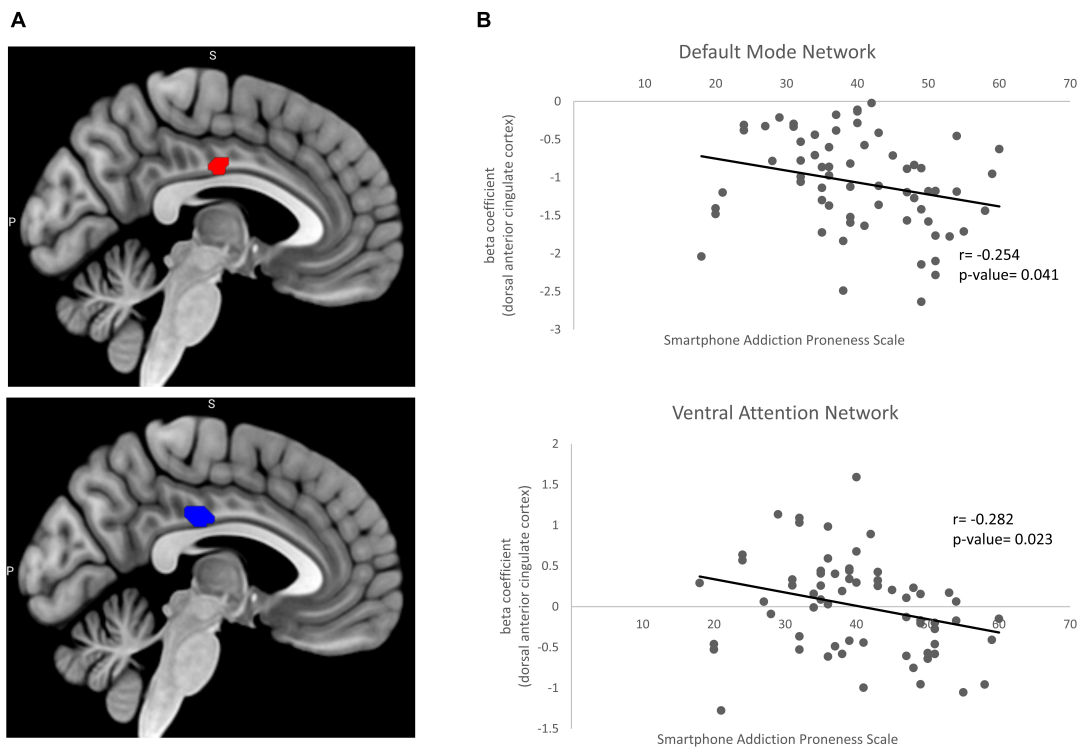 A
S
P
S
P
B
Default Mode Network
10 20 30 40 50 60 70
0
-0.5
-1
-1.5
-2
-2.5
-3
beta coefficient
(dorsal anterior cingulate cortex)
r= -0.254
p-value= 0.041
Smartphone Addiction Proneness Scale
Ventral Attention Network
2
1.5
1
0.5
0
-0.5
-1
-1.5
beta coefficient
(dorsal anterior cingulate cortex)
r= -0.282
p-value= 0.023
10 20 30 40 50 60 70
Smartphone Addiction Proneness Scale